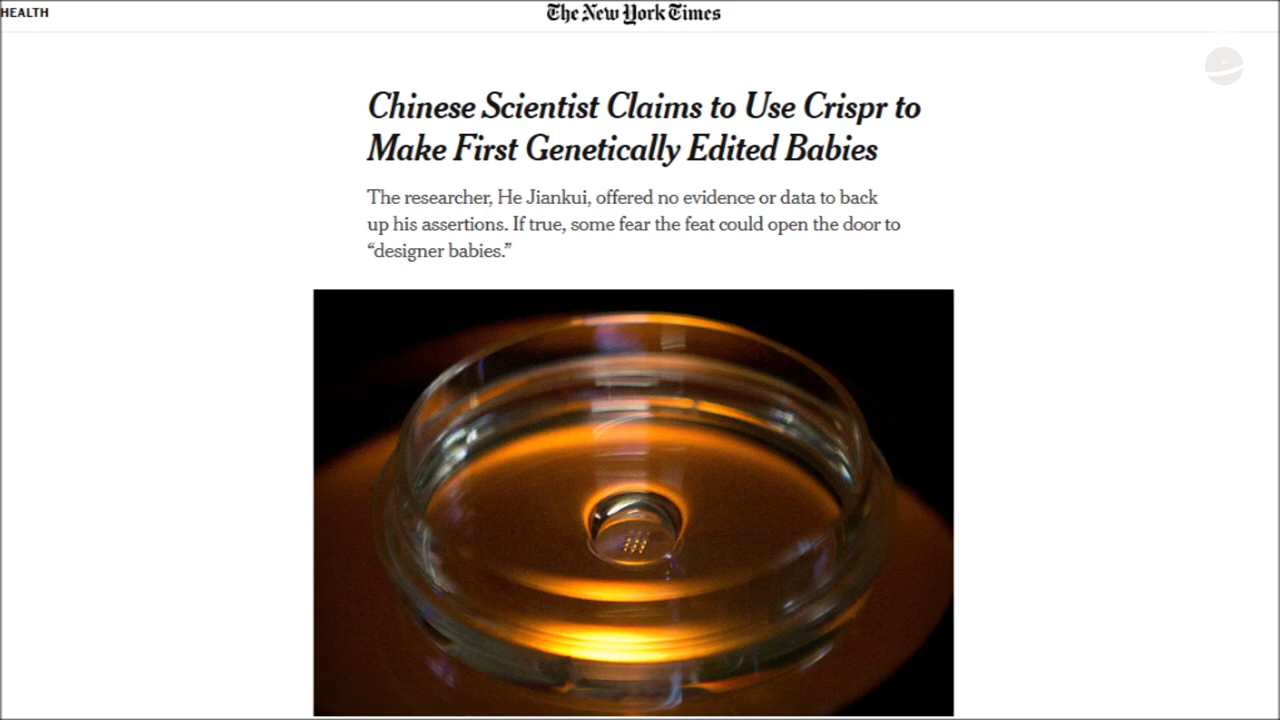 HEALTH
The New York Times
Chinese Scientist Claims to Use Crispr to
Make First Genetically Edited Babies
The researcher, He Jiankui, offered no evidence or data to back
up his assertions. If true, some fear the feat could open the door to
“designer babies.”